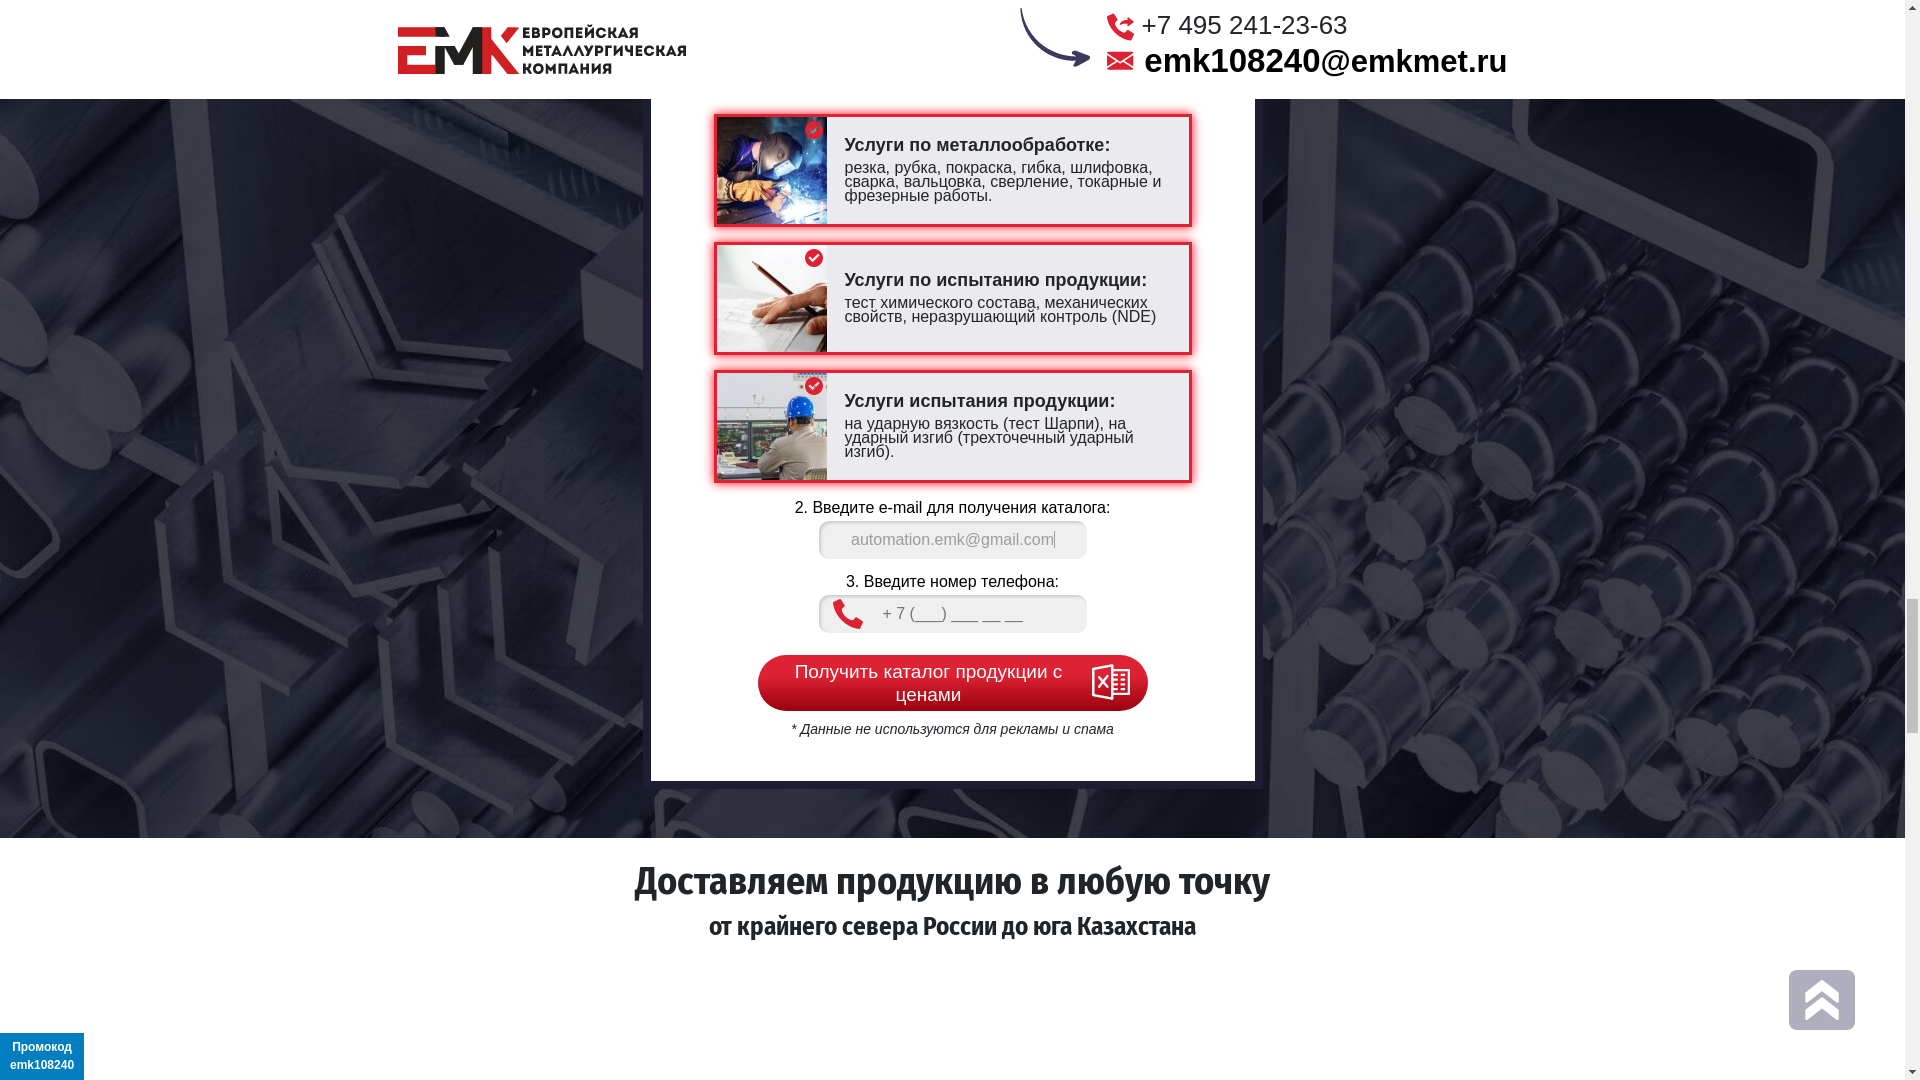 ЕВРОПЕЙСКАЯ
МЕТАЛЛУРГИЧЕСКАЯ
КОМПАНИЯ
ЕМК
+7 495 241-23-63
emk108240@emkmet.ru
Услуги по металлообработке:
резка, рубка, покраска, гибка, шлифовка,
сварка, вальцовка, сверление, токарные и
фрезерные работы.
Услуги по испытанию продукции:
тест химического состава, механических
свойств, неразрушающий контроль (NDE)
Услуги испытания продукции:
на ударную вязкость (тест Шарпи), на
ударный изгиб (трехточечный ударный
изгиб).
2. Введите e-mail для получения каталога:
automation.emk@gmail.com
3. Введите номер телефона:
+ 7 (___) ___ __ __
Получить каталог продукции с
ценами
* Данные не используются для рекламы и спама
Доставляем продукцию в любую точку
от крайнего севера России до юга Казахстана
Промокод
emk108240